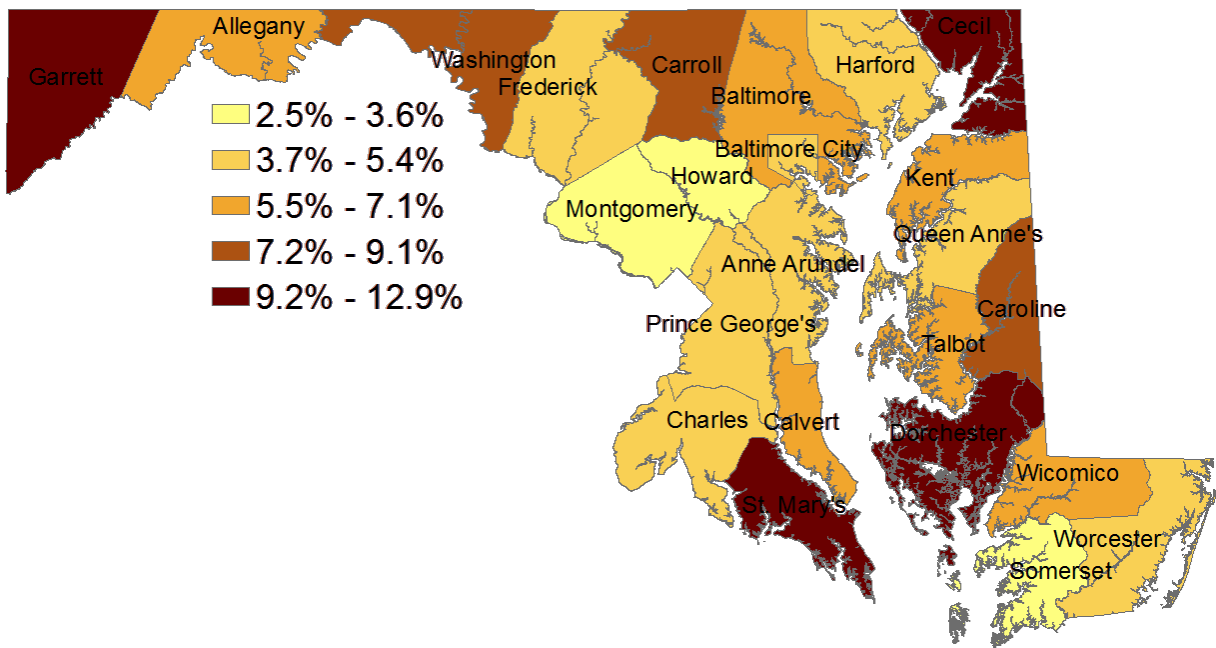 Allegany
Cecil
Garrett
Washington
Carroll
Harford
Frederick
Baltimore
2.5% - 3.6%
3.7% - 5.4%
5.5% - 7.1%
7.2% - 9.1%
9.2% - 12.9%
Baltimore City
Howard
Kent
Montgomery
Queen Anne's
Anne Arundel
Caroline
Prince George's
Talbot
Charles
Calvert
Dorchester
Wicomico
St. Mary's
Worcester
Somerset